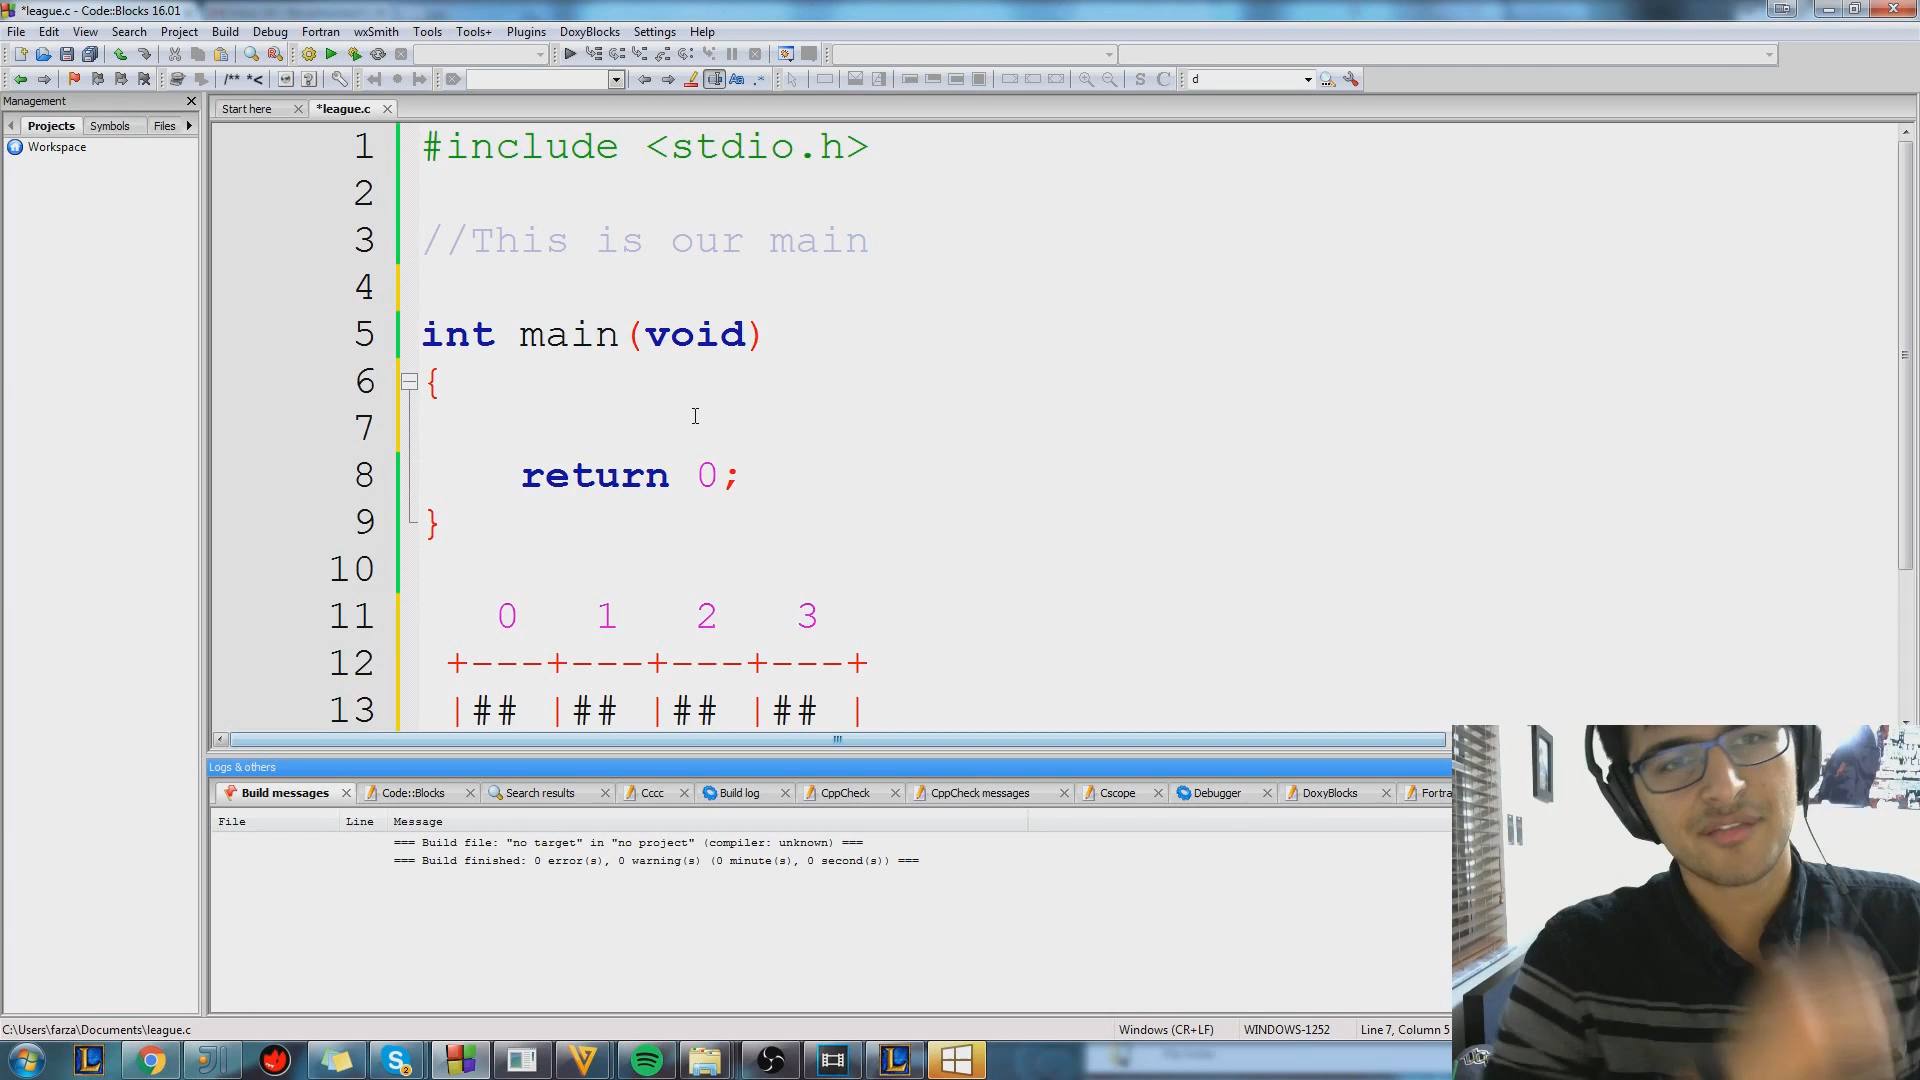 *league.c - Code::Blocks 16.01
File Edit View Search Project Build Debug Fortran wxSmith Tools Tools+ Plugins DoxyBlocks Settings Help
/** *< ? Aa .* S C d
Management
Start here *league.c
Projects Symbols Files
Workspace
1 #include <stdio.h>
2
3 //This is our main
4
5 int main(void)
6 {
7
8 return 0;
9 }
10
11 0 1 2 3
12 +---+---+---+---+
13 |## |## |## |## |
Logs & others
Build messages Code::Blocks Search results Cccc Build log CppCheck CppCheck messages Cscope Debugger DoxyBlocks Fortra
File Line Message
=== Build file: "no target" in "no project" (compiler: unknown) ===
=== Build finished: 0 error(s), 0 warning(s) (0 minute(s), 0 second(s)) ===
C:\Users\farza\Documents\league.c Windows (CR+LF) WINDOWS-1252 Line 7, Column 5